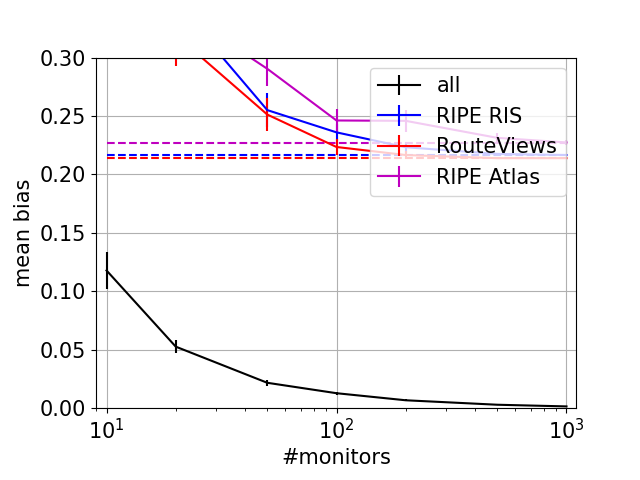 0.30
0.25
0.20
0.15
0.10
0.05
0.00
mean bias
all
RIPE RIS
RouteViews
RIPE Atlas
10^1
10^2
10^3
#monitors